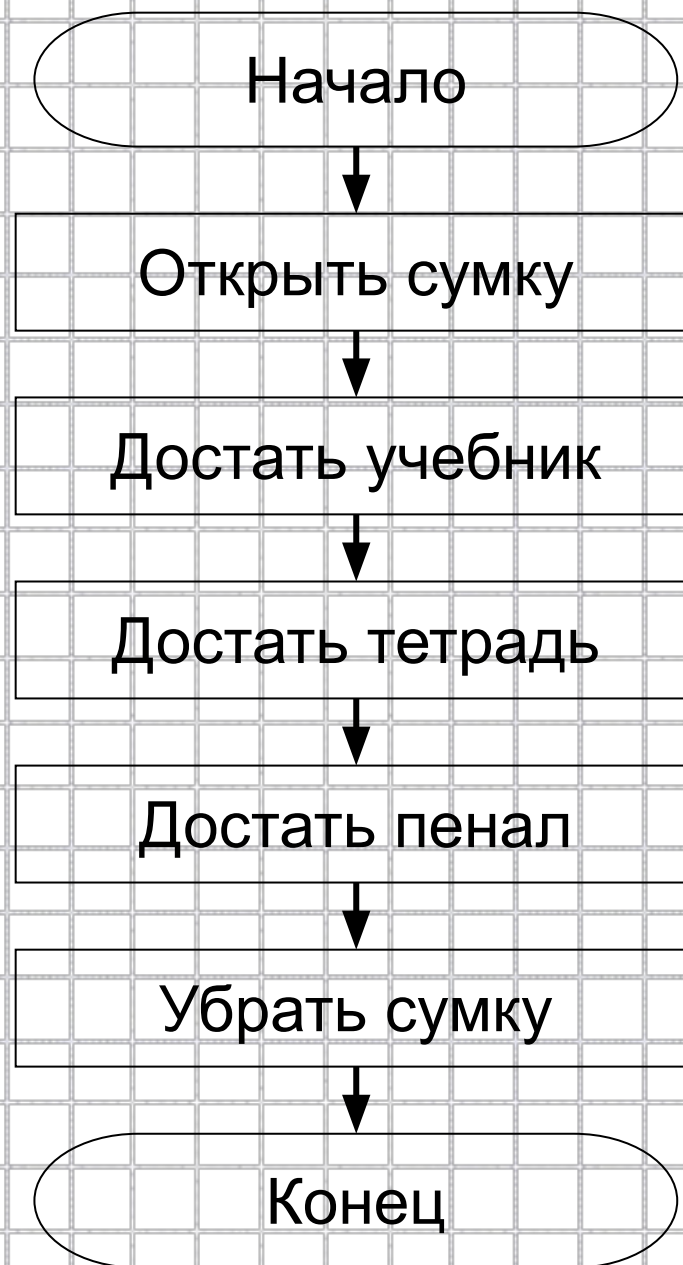 Начало
Открыть сумку
Достать учебник
Достать тетрадь
Достать пенал
Убрать сумку
Конец